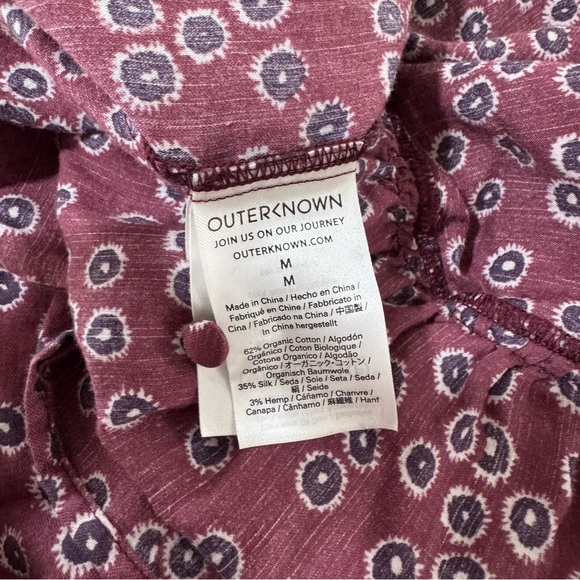 OUTERKNOWN
JOIN US ON OUR JOURNEY
OUTERKNOWN.COM
M
M
Made in China / Hecho en China /
Fabriqué en Chine / Fabbricato in
Cina / Fabricado na China / 中国製 /
In China hergestellt
62% Organic Cotton / Algodón
Orgánico / Coton Biologique /
Cotone Organico / Algodão
Orgânico / オーガニック・コットン /
Organisch Baumwole
35% Silk / Seda / Soie / Seta / Seda /
絹 / Seide
3% Hemp / Cáñamo / Chanvre /
Canapa / Cânhamo / 麻繊維 / Hanf